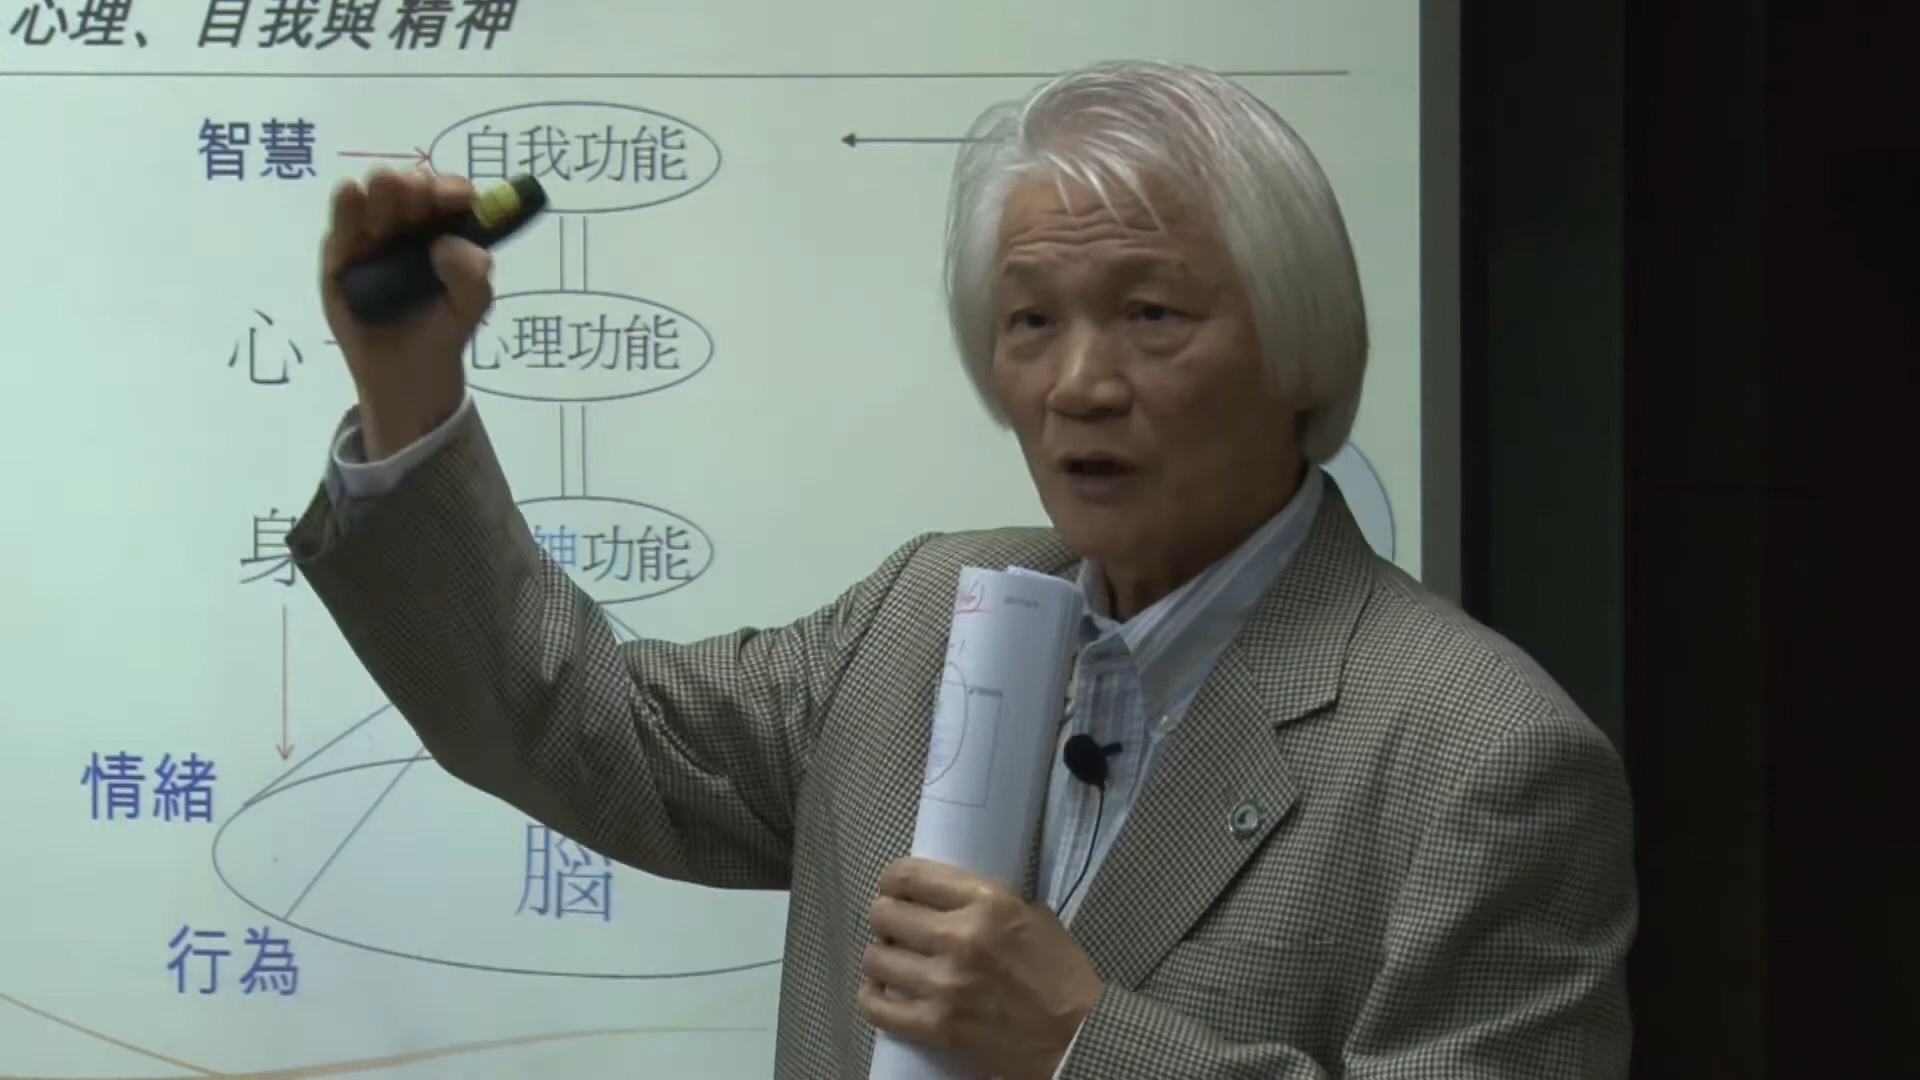 心理、自我與精神
智慧
自我功能
心
心理功能
身
神功能
情緒
腦
行為